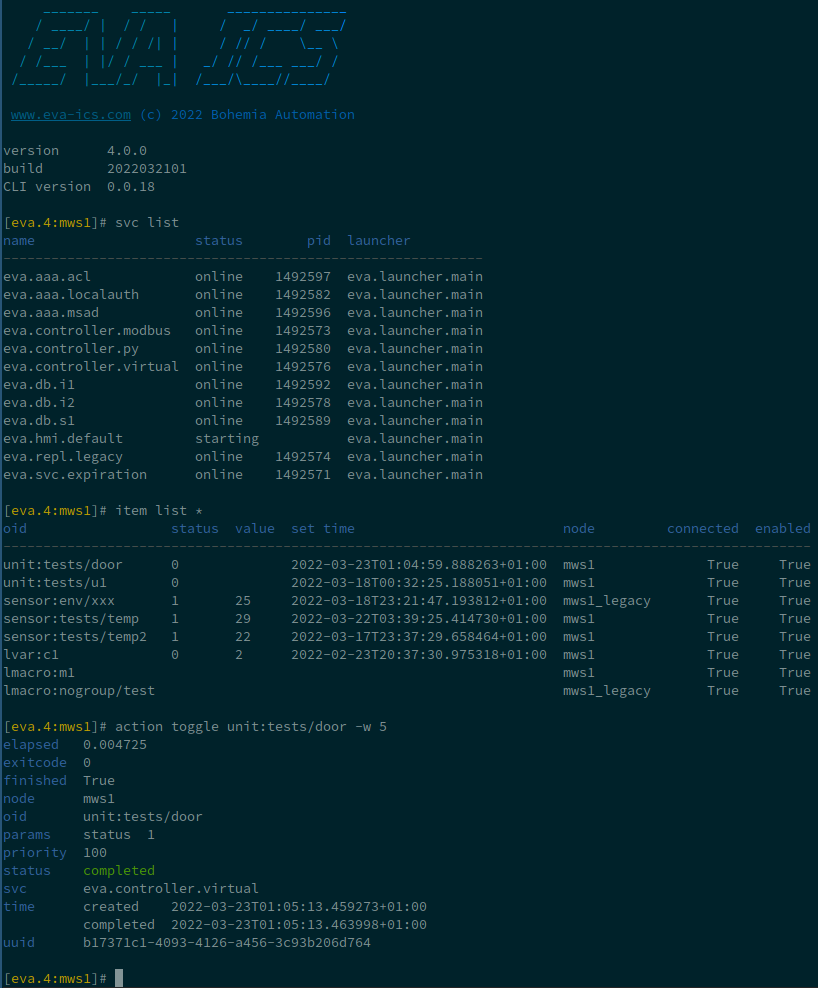 EVA ICS
www.eva-ics.com (c) 2022 Bohemia Automation
version 4.0.0
build 2022032101
CLI version 0.0.18
[eva.4:mws1]# svc list
name status pid launcher
eva.aaa.acl online 1492597 eva.launcher.main
eva.aaa.localauth online 1492582 eva.launcher.main
eva.aaa.msad online 1492596 eva.launcher.main
eva.controller.modbus online 1492573 eva.launcher.main
eva.controller.py online 1492580 eva.launcher.main
eva.controller.virtual online 1492576 eva.launcher.main
eva.db.i1 online 1492592 eva.launcher.main
eva.db.i2 online 1492578 eva.launcher.main
eva.db.s1 online 1492589 eva.launcher.main
eva.hmi.default starting eva.launcher.main
eva.repl.legacy online 1492574 eva.launcher.main
eva.svc.expiration online 1492571 eva.launcher.main
[eva.4:mws1]# item list *
oid status value set time node connected enabled
unit:tests/door 0 2022-03-23T01:04:59.888263+01:00 mws1 True True
unit:tests/u1 0 2022-03-18T00:32:25.188051+01:00 mws1 True True
sensor:env/xxx 1 25 2022-03-18T23:21:47.193812+01:00 mws1_legacy True True
sensor:tests/temp 1 29 2022-03-22T03:39:25.414730+01:00 mws1 True True
sensor:tests/temp2 1 22 2022-03-17T23:37:29.658464+01:00 mws1 True True
lvar:c1 0 2 2022-02-23T20:37:30.975318+01:00 mws1 True True
lmacro:m1 mws1 True True
lmacro:nogroup/test mws1_legacy True True
[eva.4:mws1]# action toggle unit:tests/door -w 5
elapsed 0.004725
exitcode 0
finished True
node mws1
oid unit:tests/door
params status 1
priority 100
status completed
svc eva.controller.virtual
time created 2022-03-23T01:05:13.459273+01:00
completed 2022-03-23T01:05:13.463998+01:00
uuid b17371c1-4093-4126-a456-3c93b206d764
[eva.4:mws1]#